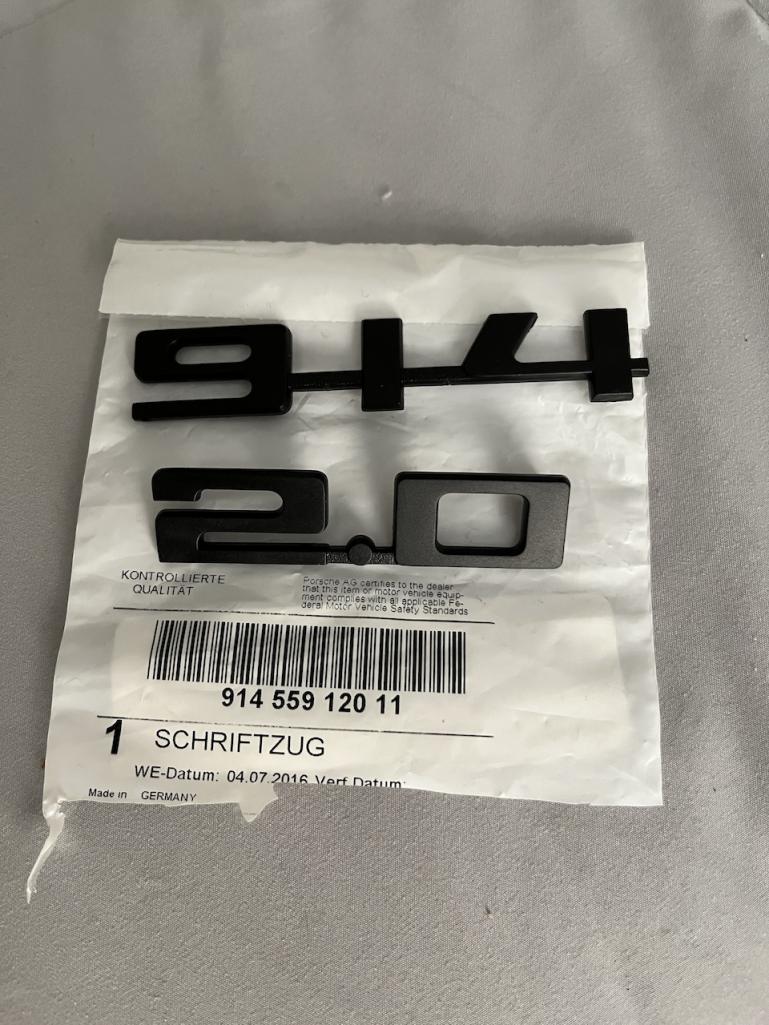 914
2.0
KONTROLLIERTE
QUALITÄT
Porsche AG certifies to the dealer
that this item or motor vehicle equip-
ment complies with all applicable Fe-
deral Motor Vehicle Safety Standards
914 559 120 11
1 SCHRIFTZUG
WE-Datum: 04.07.2016 Verf.Datum:
Made in GERMANY